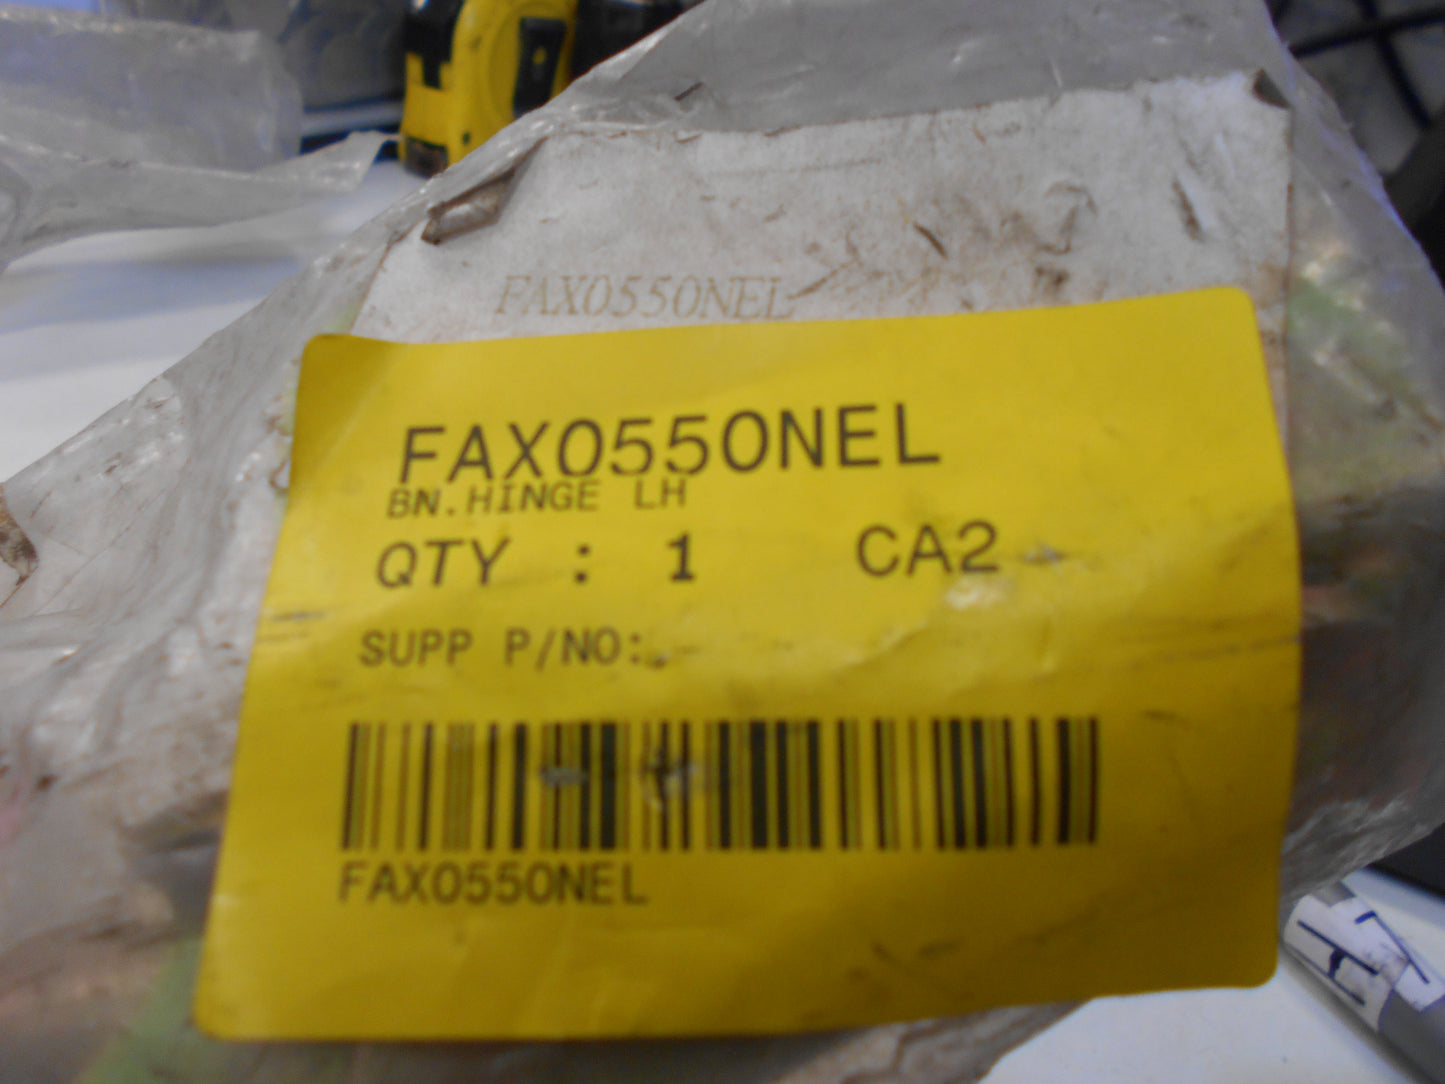 FAX0550NEL
FAX0550NEL
BN.HINGE LH
QTY : 1 CA2
SUPP P/NO:.
FAX0550NEL